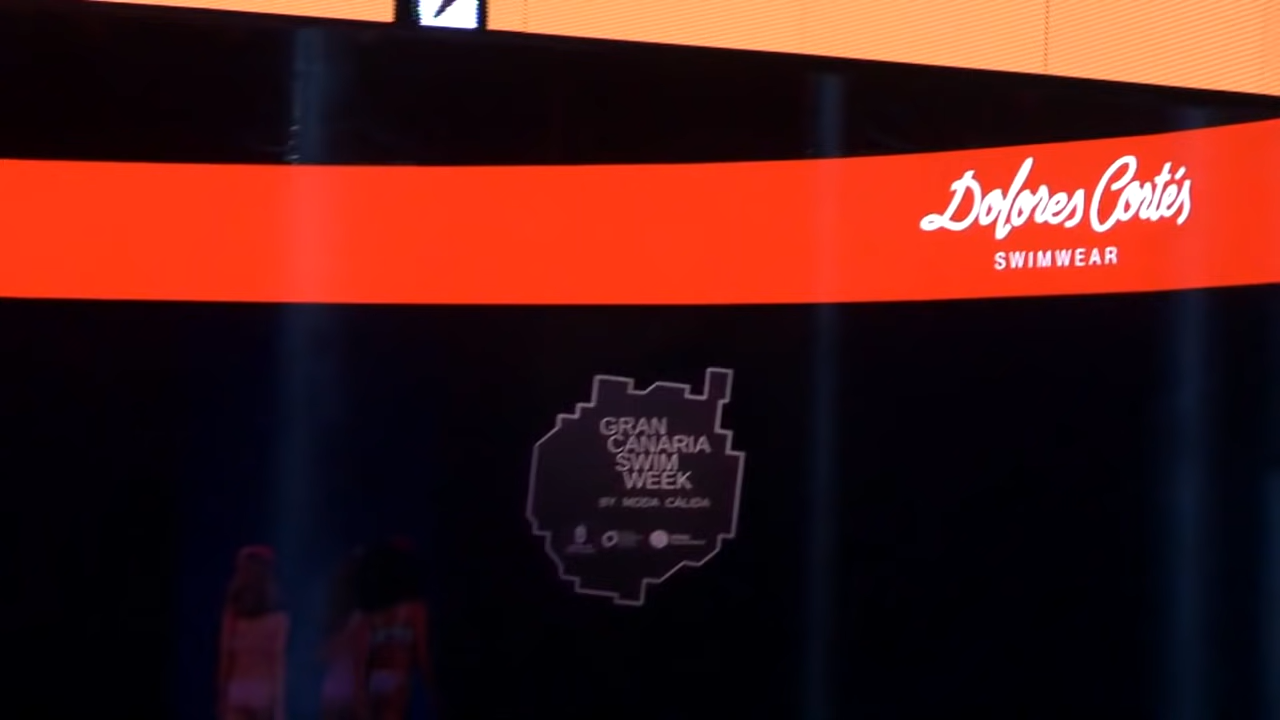 Dolores Cortés
SWIMWEAR
GRAN
CANARIA
SWIM
WEEK
BY MODA CÁLIDA